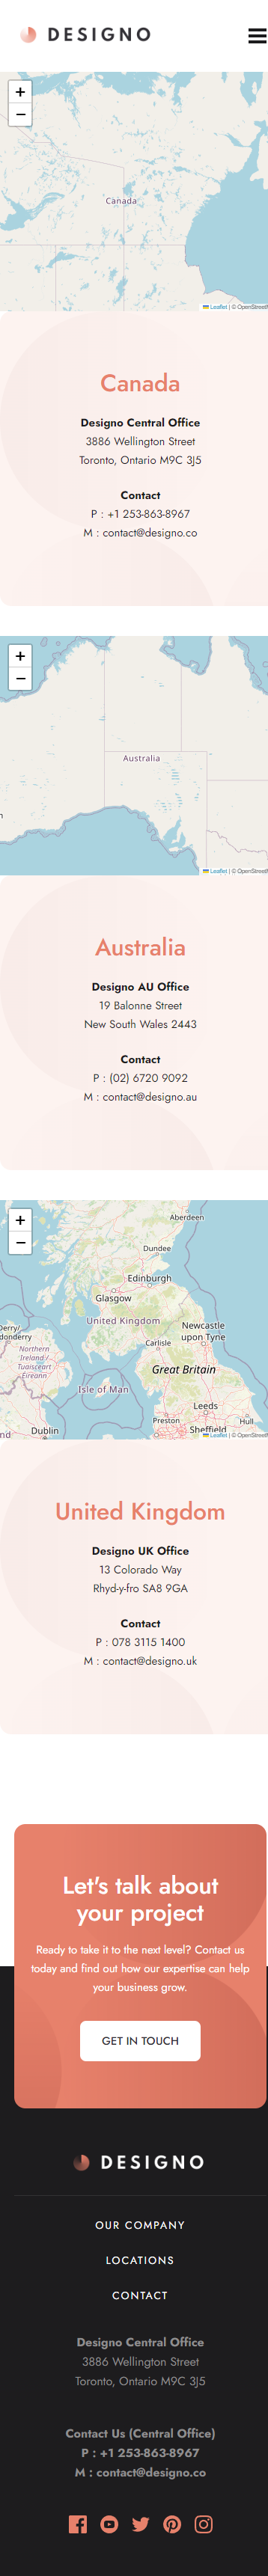 DESIGNO
+
−
Canada
Leaflet | © OpenStreet
Canada
Designo Central Office
3886 Wellington Street
Toronto, Ontario M9C 3J5
Contact
P : +1 253-863-8967
M : contact@designo.co
+
−
Australia
Leaflet | © OpenStreet
Australia
Designo AU Office
19 Balonne Street
New South Wales 2443
Contact
P : (02) 6720 9092
M : contact@designo.au
+
−
Aberdeen
Dundee
Edinburgh
Glasgow
United Kingdom
Derry/
donderry
Newcastle
upon Tyne
Carlisle
Northern
Ireland /
Tuaisceart
Éireann
Great Britain
Isle of Man
Leeds
Preston
Hull
Dublin
Sheffield
Leaflet | © OpenStreet
United Kingdom
Designo UK Office
13 Colorado Way
Rhyd-y-fro SA8 9GA
Contact
P : 078 3115 1400
M : contact@designo.uk
Let's talk about
your project
Ready to take it to the next level? Contact us
today and find out how our expertise can help
your business grow.
GET IN TOUCH
DESIGNO
OUR COMPANY
LOCATIONS
CONTACT
Designo Central Office
3886 Wellington Street
Toronto, Ontario M9C 3J5
Contact Us (Central Office)
P : +1 253-863-8967
M : contact@designo.co